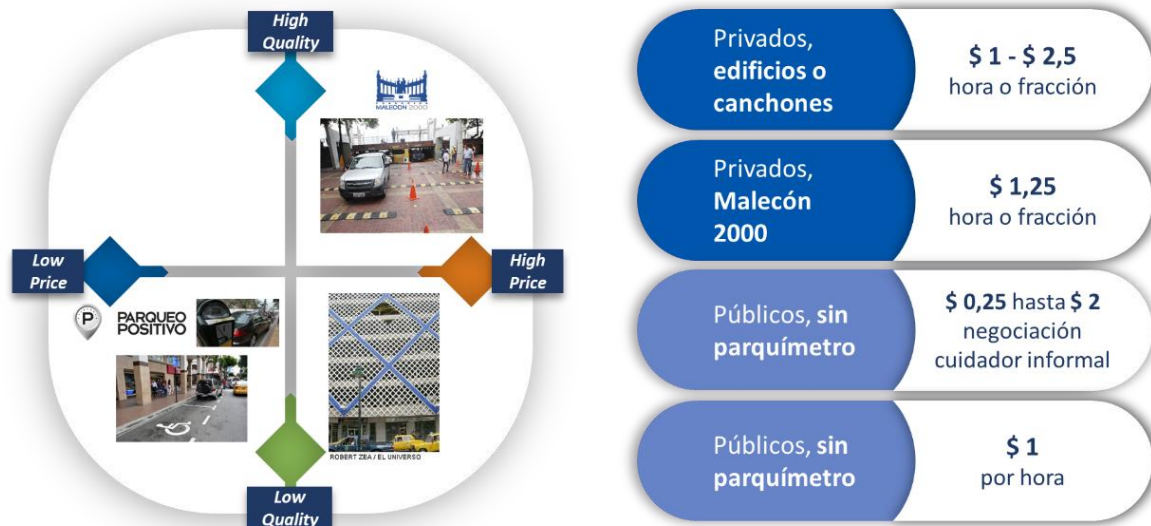 High
Quality
MALECÓN 2000
Low
Price
High
Price
P
PARQUEO
POSITIVO
ROBERT ZEA / EL UNIVERSO
Low
Quality
Privados,
edificios o
canchones
$ 1 - $ 2,5
hora o fracción
Privados,
Malecón
2000
$ 1,25
hora o fracción
Públicos, sin
parquímetro
$ 0,25 hasta $ 2
negociación
cuidador informal
Públicos, sin
parquímetro
$ 1
por hora